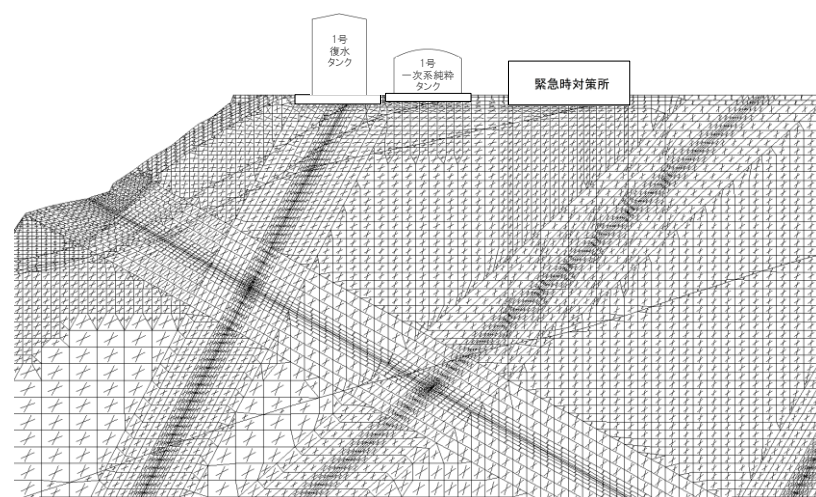 1号
復水
タンク
1号
一次系純粋
タンク
緊急時対策所